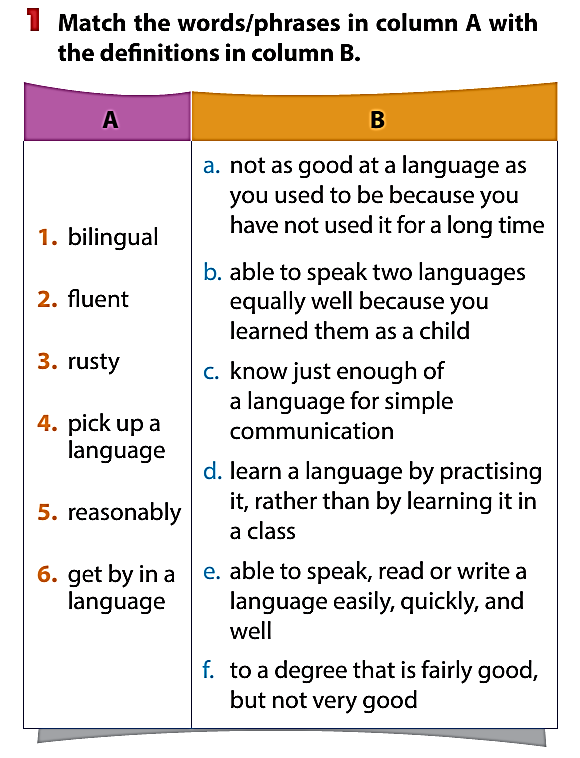 1 Match the words/phrases in column A with
the definitions in column B.
A
B
1. bilingual
2. fluent
3. rusty
4. pick up a
language
5. reasonably
6. get by in a
language
a. not as good at a language as
you used to be because you
have not used it for a long time
b. able to speak two languages
equally well because you
learned them as a child
c. know just enough of
a language for simple
communication
d. learn a language by practising
it, rather than by learning it in
a class
e. able to speak, read or write a
language easily, quickly, and
well
f. to a degree that is fairly good,
but not very good